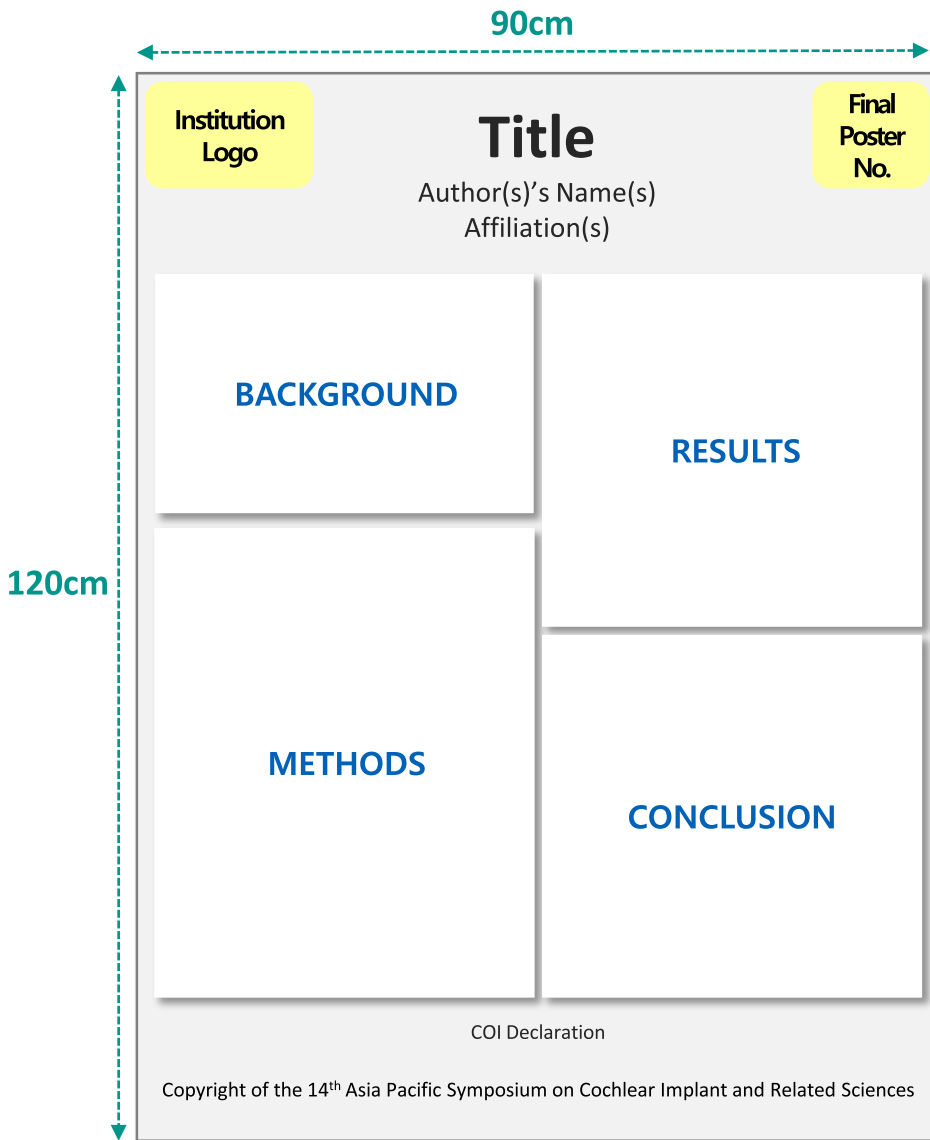 90cm
Institution
Logo
Title
Final
Poster
No.
Author(s)'s Name(s)
Affiliation(s)
BACKGROUND
RESULTS
120cm
METHODS
CONCLUSION
COI Declaration
Copyright of the 14th Asia Pacific Symposium on Cochlear Implant and Related Sciences